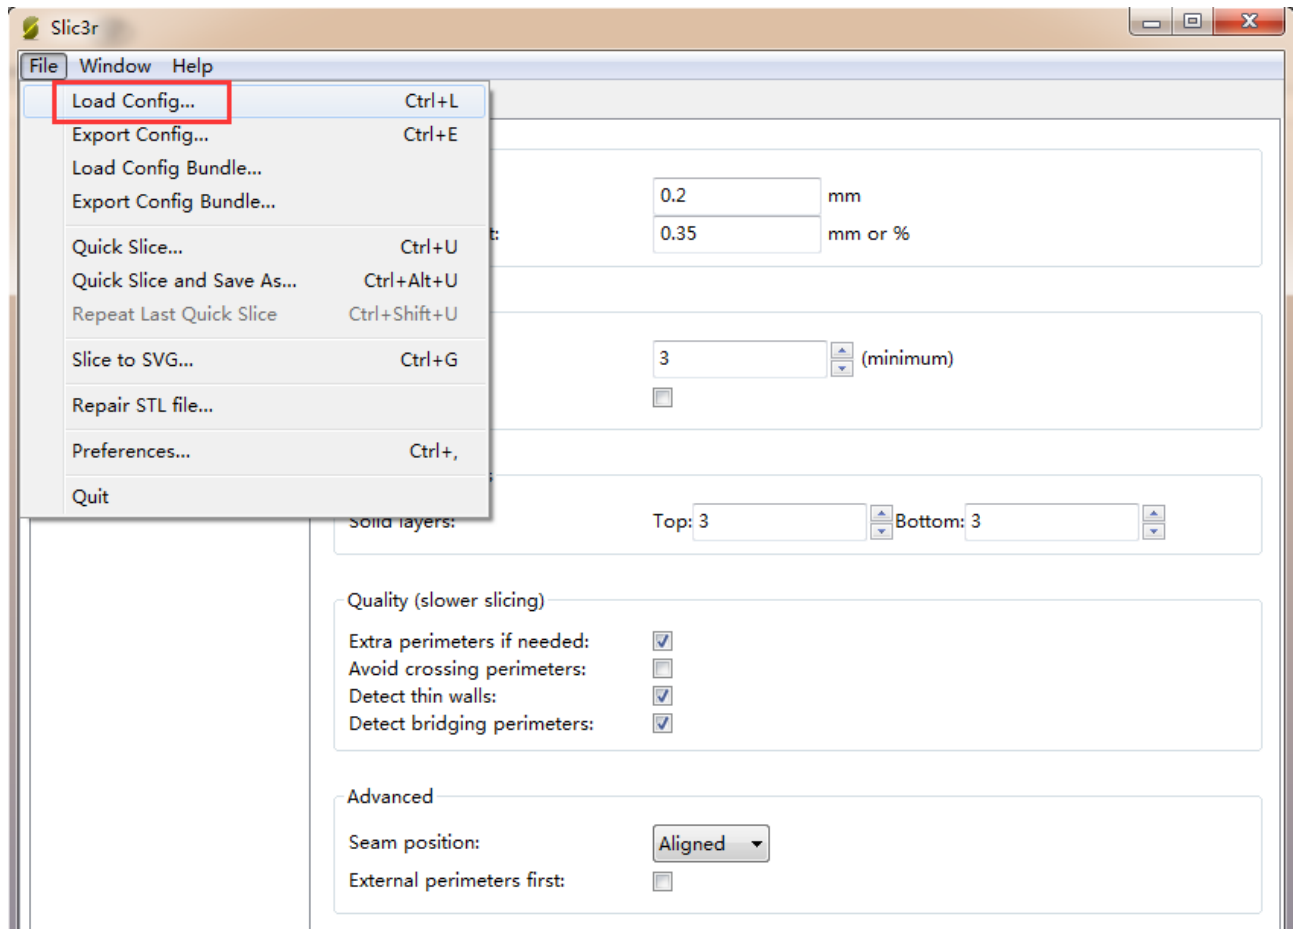 Slic3r
File Window Help
Load Config... Ctrl+L
Export Config... Ctrl+E
Load Config Bundle...
Export Config Bundle...
0.2 mm
t: 0.35 mm or %
Quick Slice... Ctrl+U
Quick Slice and Save As... Ctrl+Alt+U
Repeat Last Quick Slice Ctrl+Shift+U
Slice to SVG... Ctrl+G
3 (minimum)
Repair STL file...
Preferences... Ctrl+,
Quit
Solid layers: Top: 3 Bottom: 3
Quality (slower slicing)
Extra perimeters if needed:
Avoid crossing perimeters:
Detect thin walls:
Detect bridging perimeters:
Advanced
Seam position: Aligned
External perimeters first: